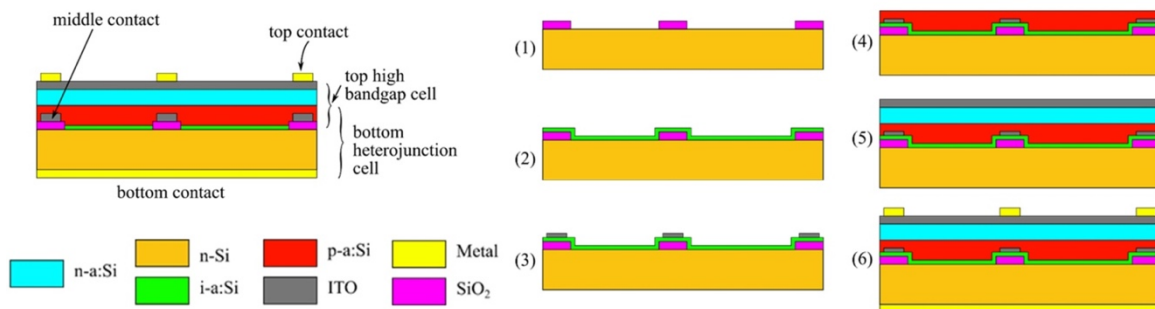 middle contact
top contact
top high
bandgap cell
bottom
heterojunction
cell
bottom contact
n-a:Si
n-Si
i-a:Si
p-a:Si
ITO
Metal
SiO₂
(1)
(2)
(3)
(4)
(5)
(6)